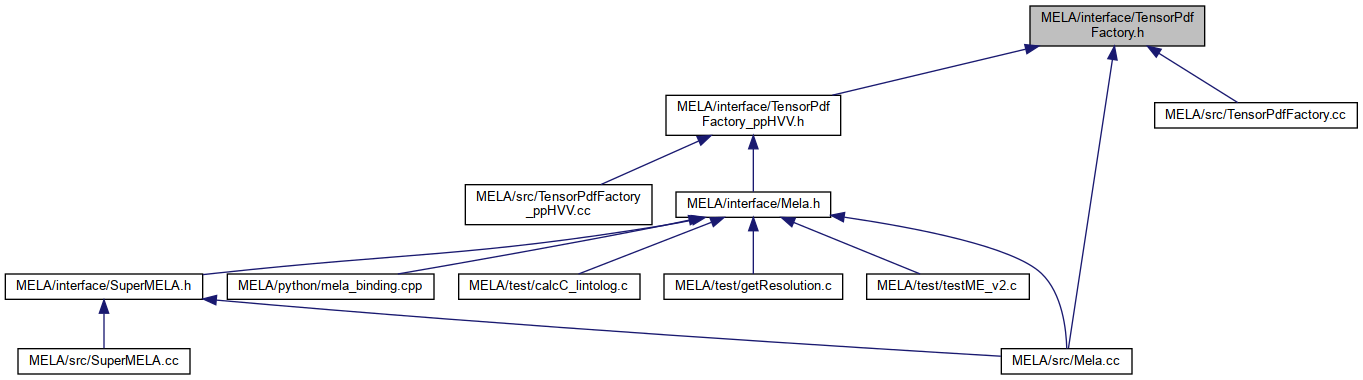 MELA/interface/TensorPdf
Factory.h
MELA/interface/TensorPdf
Factory_ppHVV.h
MELA/src/TensorPdfFactory.cc
MELA/src/TensorPdfFactory
_ppHVV.cc
MELA/interface/Mela.h
MELA/interface/SuperMELA.h
MELA/python/mela_binding.cpp
MELA/test/calcC_lintolog.c
MELA/test/getResolution.c
MELA/test/testME_v2.c
MELA/src/SuperMELA.cc
MELA/src/Mela.cc